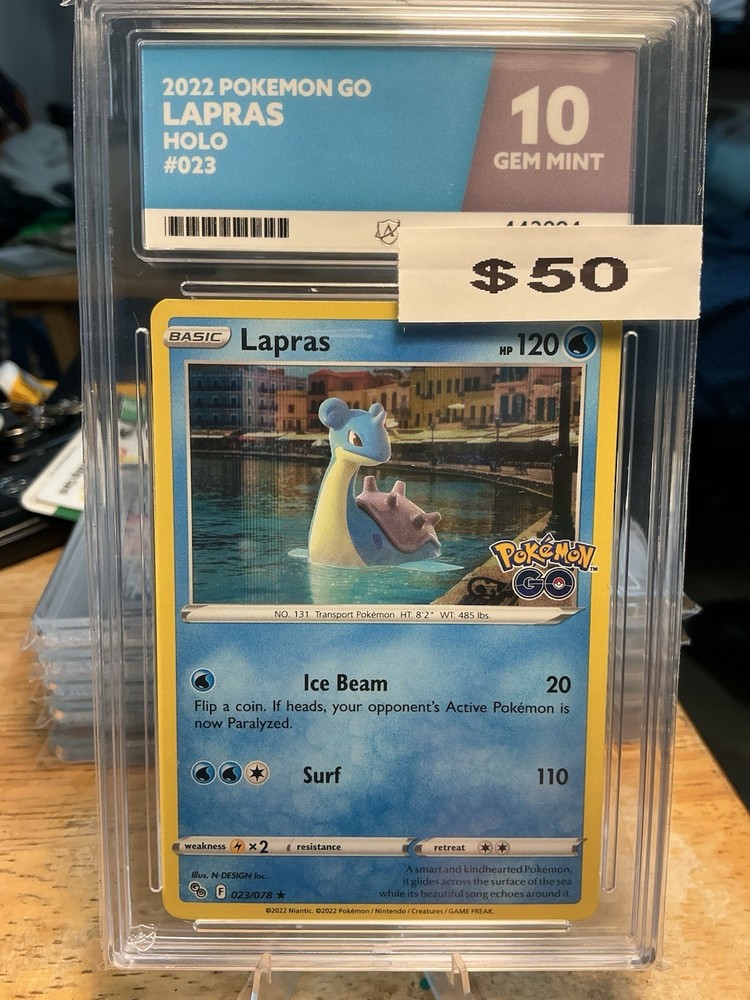 2022 POKEMON GO
LAPRAS
HOLO
#023
10
GEM MINT
$50
BASIC Lapras HP 120
Pokémon
GO
NO. 131 Transport Pokémon HT: 8'2" WT: 485 lbs.
Ice Beam 20
Flip a coin. If heads, your opponent's Active Pokémon is
now Paralyzed.
Surf 110
weakness ×2 resistance retreat
A smart and kindhearted Pokémon,
it glides across the surface of the sea
while its beautiful song echoes around it.
Illus. N-DESIGN Inc.
F 023/078 ★
©2022 Niantic. ©2022 Pokémon / Nintendo / Creatures / GAME FREAK.